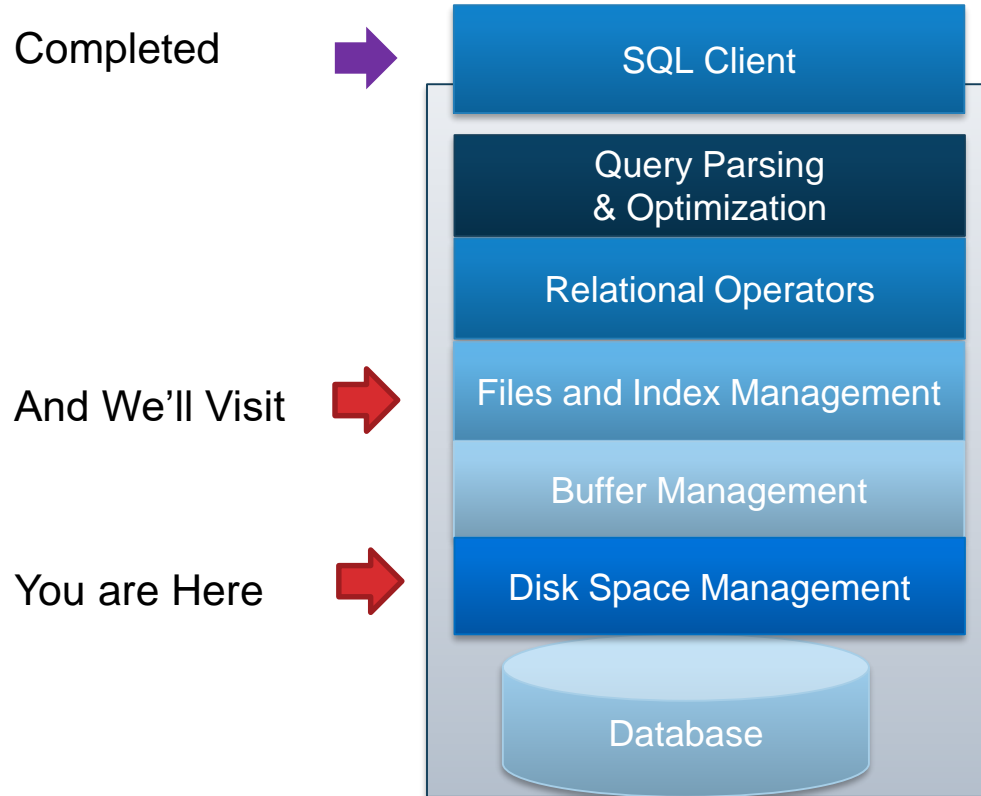 Completed
SQL Client
Query Parsing
& Optimization
Relational Operators
And We’ll Visit
Files and Index Management
Buffer Management
You are Here
Disk Space Management
Database